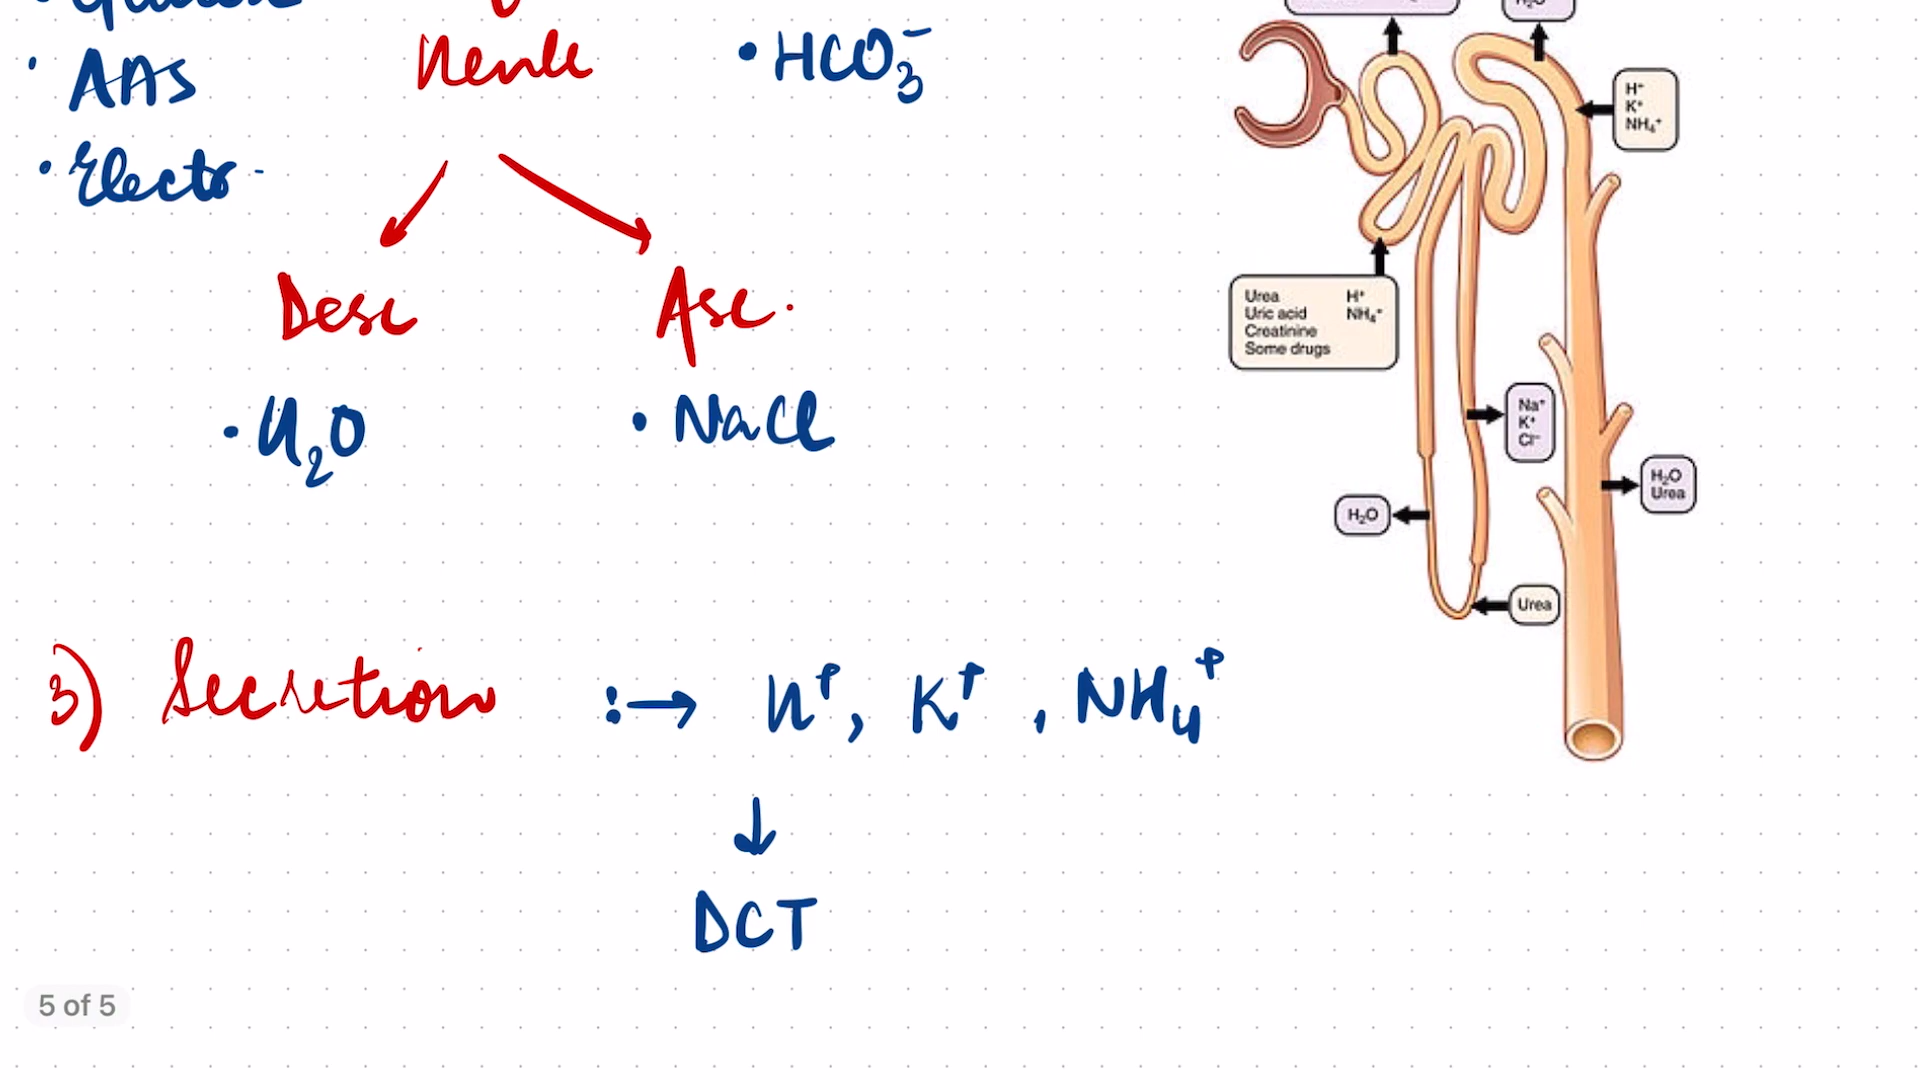 • AAS
Henle
• HCO₃⁻
• Electr.
Desc
Asc.
• H₂O
• NaCl
3) Secretion :→ H⁺, K⁺, NH₄⁺
↓
DCT
5 of 5
H₂O
H⁺
K⁺
NH₄⁺
Urea H⁺
Uric acid NH₄⁺
Creatinine
Some drugs
Na⁺
K⁺
Cl⁻
H₂O
Urea
H₂O
Urea